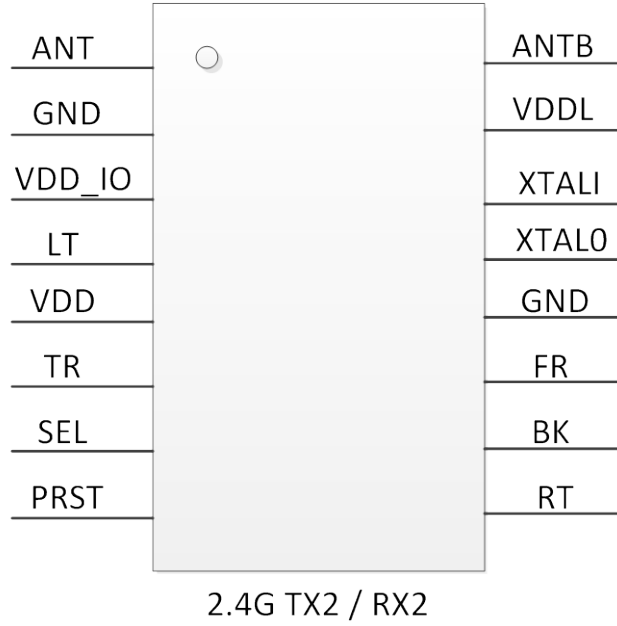 ANT
ANTB
GND
VDDL
VDD_IO
XTALI
LT
XTAL0
VDD
GND
TR
FR
SEL
BK
PRST
RT
2.4G TX2 / RX2